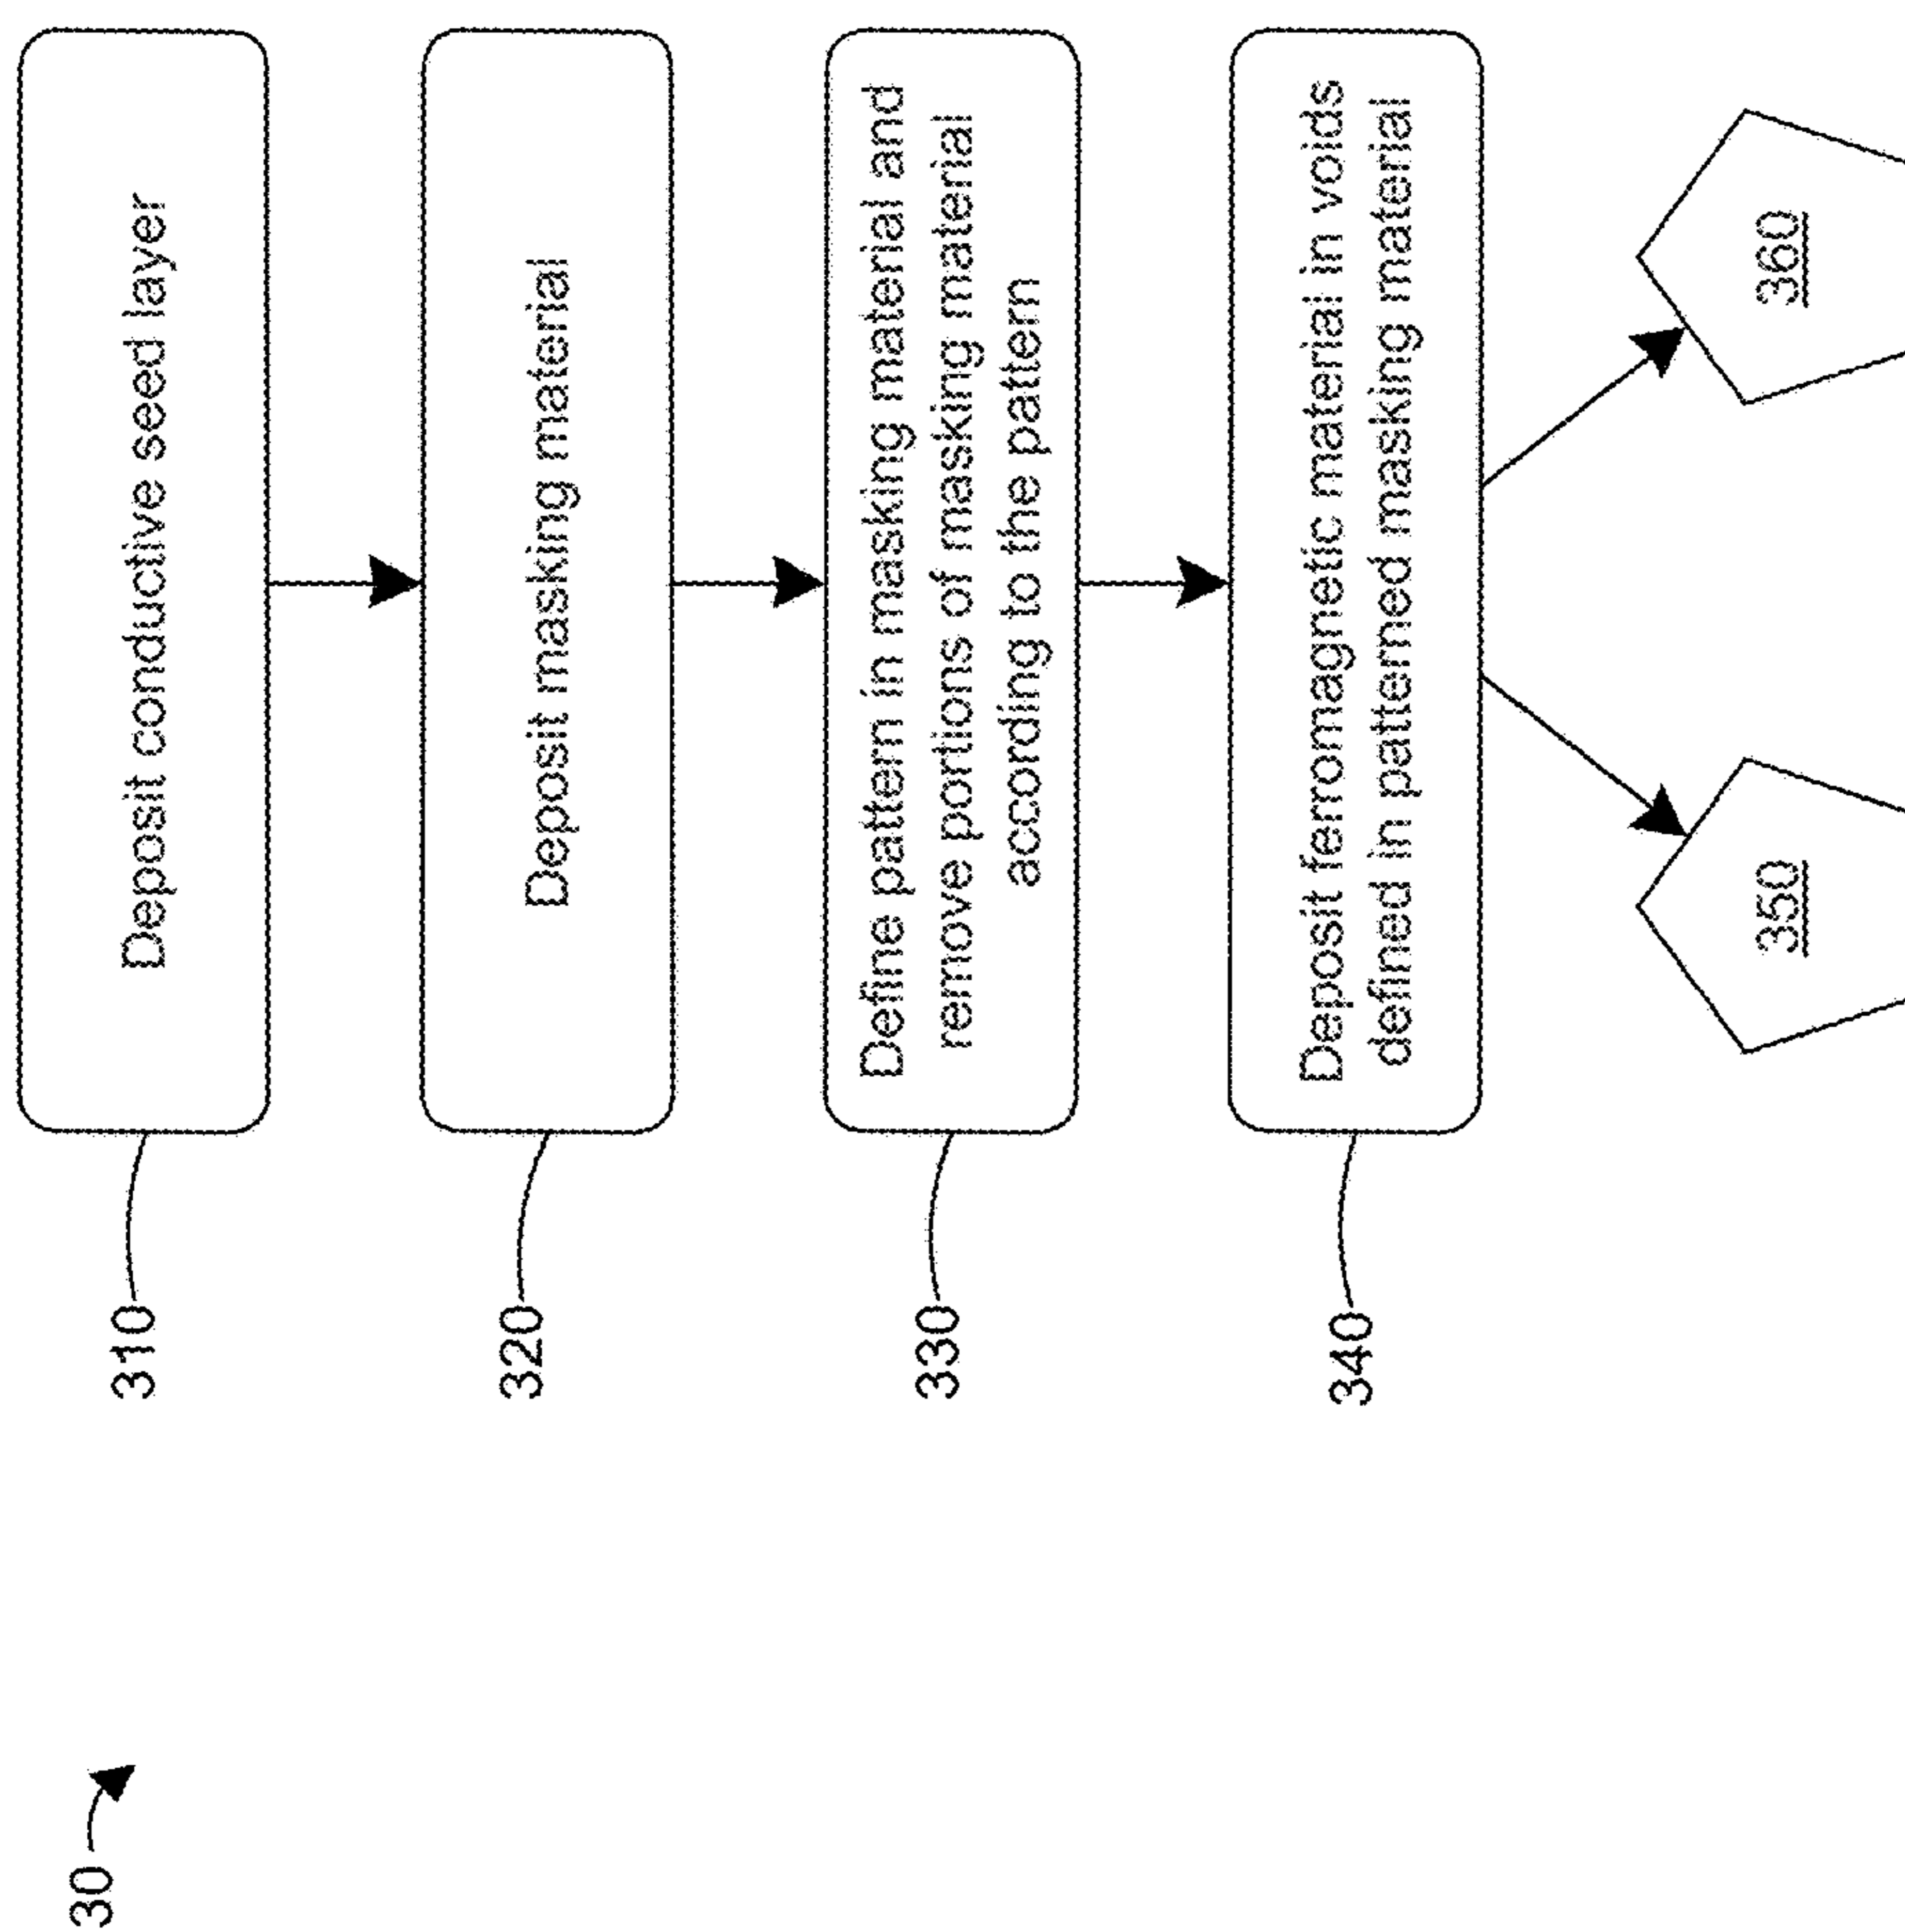 30
310
Deposit conductive seed layer
320
Deposit masking material
330
Define pattern in masking material and
remove portions of masking material
according to the pattern
340
Deposit ferromagnetic material in voids
defined in patterned masking material
350
360